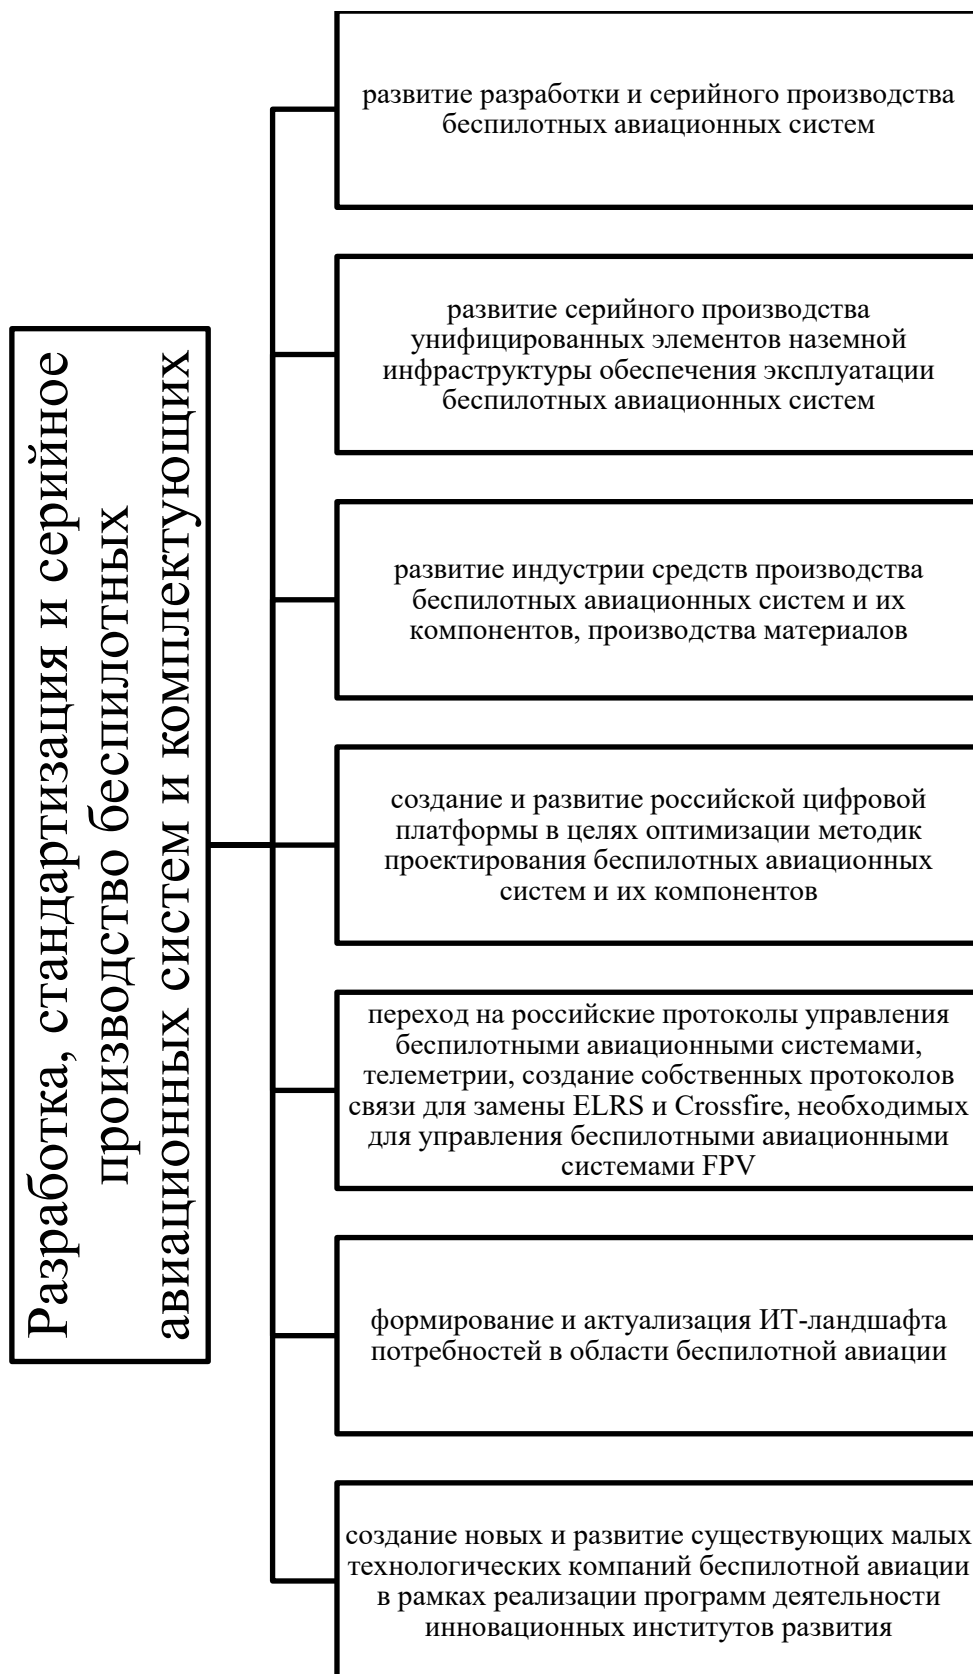 Разработка, стандартизация и серийное
производство беспилотных
авиационных систем и комплектующих
развитие разработки и серийного производства
беспилотных авиационных систем
развитие серийного производства
унифицированных элементов наземной
инфраструктуры обеспечения эксплуатации
беспилотных авиационных систем
развитие индустрии средств производства
беспилотных авиационных систем и их
компонентов, производства материалов
создание и развитие российской цифровой
платформы в целях оптимизации методик
проектирования беспилотных авиационных
систем и их компонентов
переход на российские протоколы управления
беспилотными авиационными системами,
телеметрии, создание собственных протоколов
связи для замены ELRS и Crossfire, необходимых
для управления беспилотными авиационными
системами FPV
формирование и актуализация ИТ-ландшафта
потребностей в области беспилотной авиации
создание новых и развитие существующих малых
технологических компаний беспилотной авиации
в рамках реализации программ деятельности
инновационных институтов развития